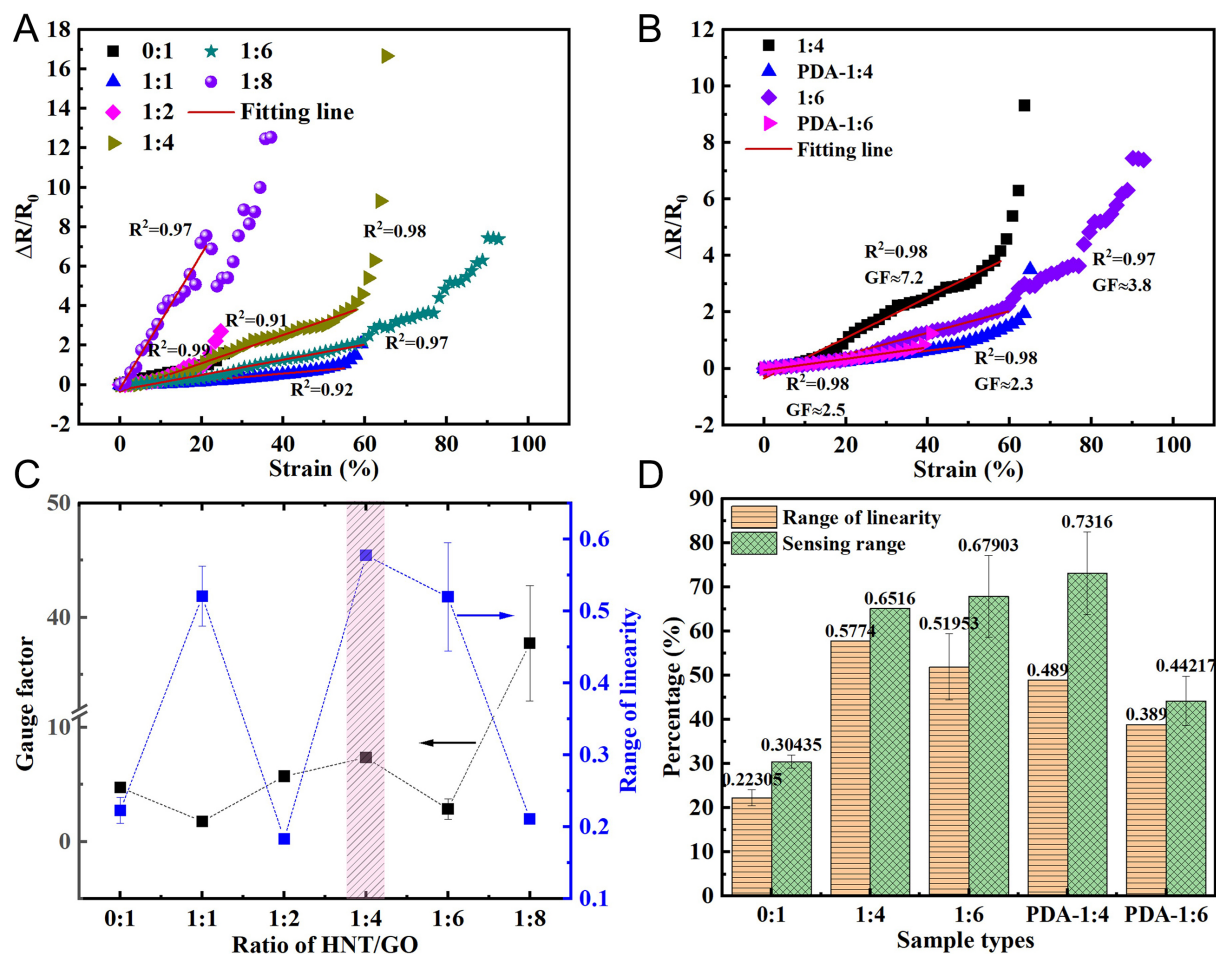 A
18
16
14
12
10
8
6
4
2
0
-2
ΔR/R0
0:1
1:6
1:1
1:8
1:2
Fitting line
1:4
R2=0.97
R2=0.98
R2=0.91
R2=0.99
R2=0.97
R2=0.92
0 20 40 60 80 100
Strain (%)
B
12
10
8
6
4
2
0
-2
ΔR/R0
1:4
PDA-1:4
1:6
PDA-1:6
Fitting line
R2=0.98
GF≈7.2
R2=0.97
GF≈3.8
R2=0.98
GF≈2.5
R2=0.98
GF≈2.3
0 20 40 60 80 100
Strain (%)
C
50
40
10
0
Gauge factor
0.6
0.5
0.4
0.3
0.2
0.1
Range of linearity
0:1 1:1 1:2 1:4 1:6 1:8
Ratio of HNT/GO
D
90
80
70
60
50
40
30
20
10
0
Percentage (%)
Range of linearity
Sensing range
0.22305
0.30435
0.5774
0.6516
0.51953
0.67903
0.489
0.7316
0.389
0.44217
0:1 1:4 1:6 PDA-1:4 PDA-1:6
Sample types